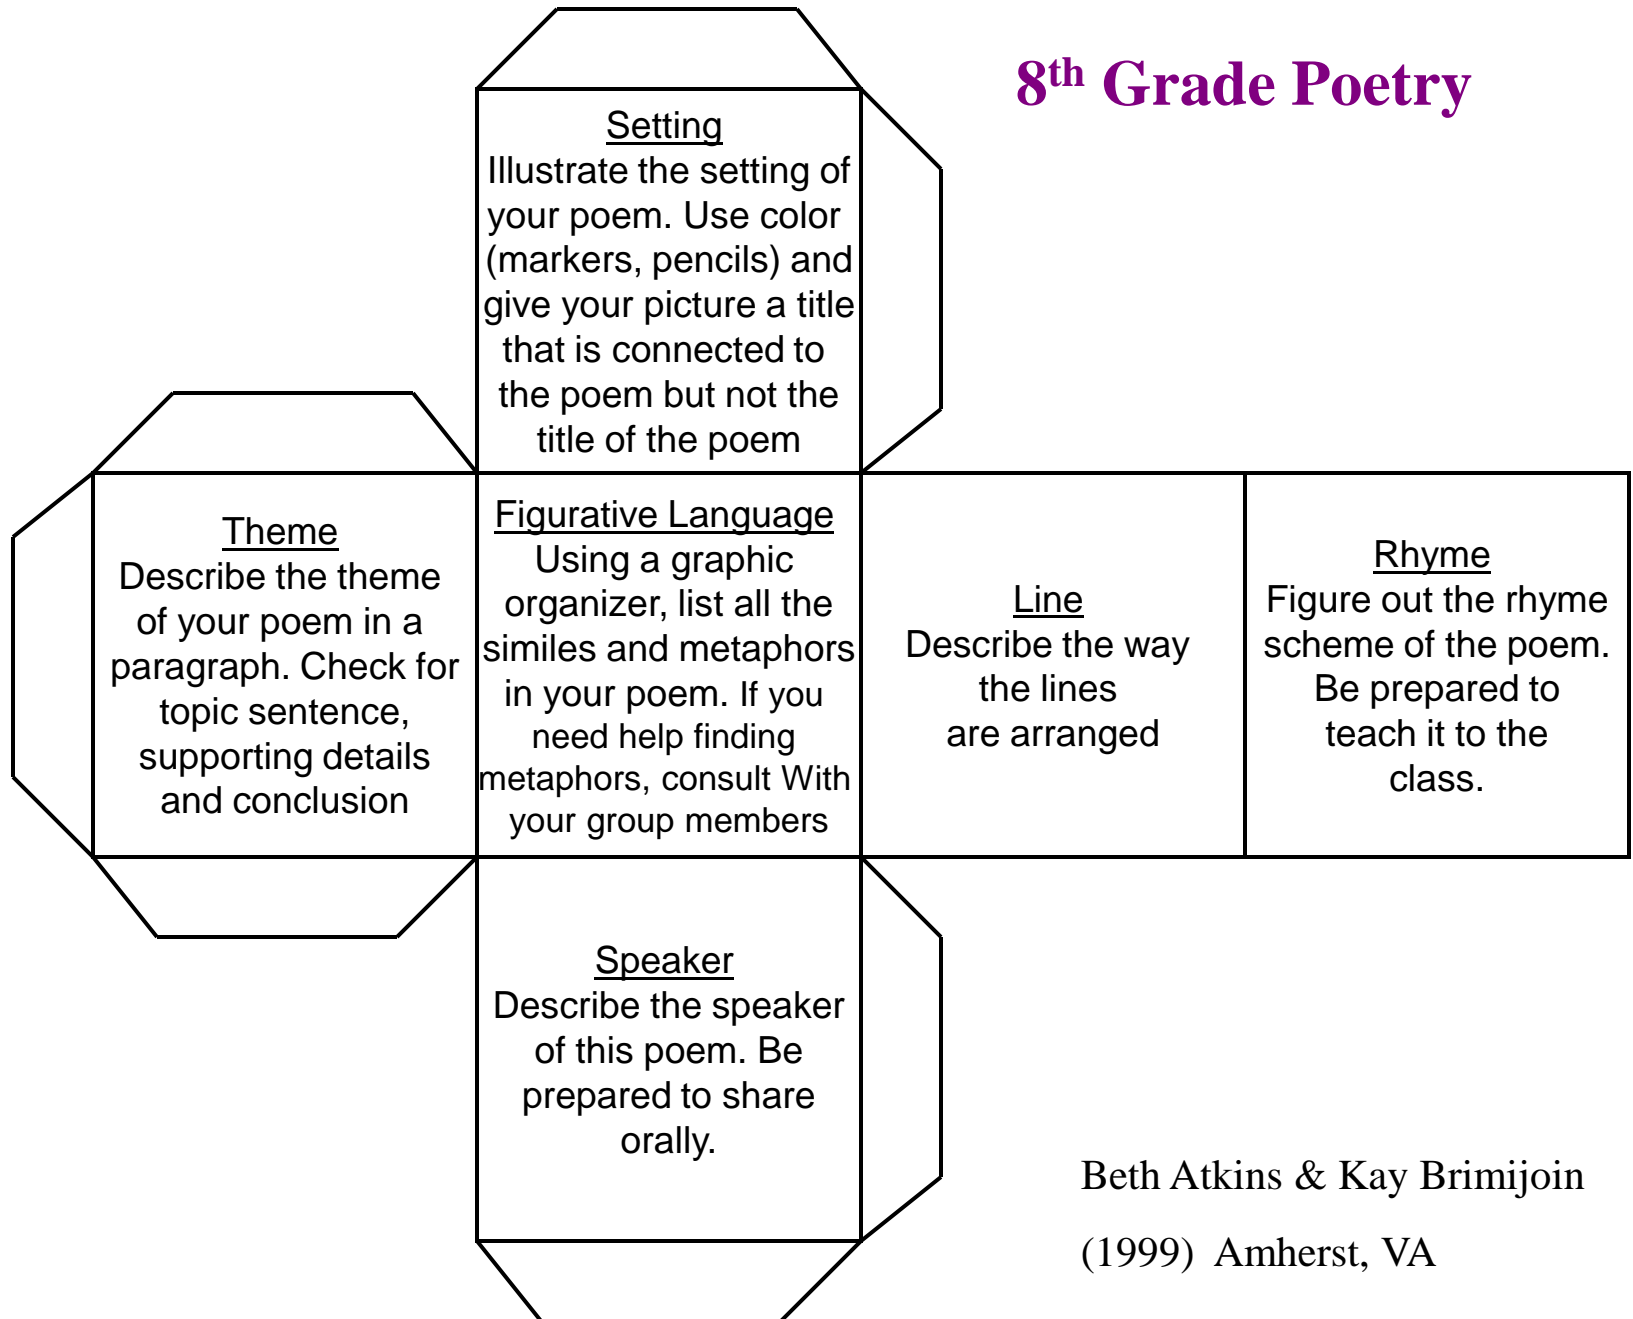 8th Grade Poetry
Setting
Illustrate the setting of
your poem. Use color
(markers, pencils) and
give your picture a title
that is connected to
the poem but not the
title of the poem
Theme
Describe the theme
of your poem in a
paragraph. Check for
topic sentence,
supporting details
and conclusion
Figurative Language
Using a graphic
organizer, list all the
similes and metaphors
in your poem. If you
need help finding
metaphors, consult With
your group members
Line
Describe the way
the lines
are arranged
Rhyme
Figure out the rhyme
scheme of the poem.
Be prepared to
teach it to the
class.
Speaker
Describe the speaker
of this poem. Be
prepared to share
orally.
Beth Atkins & Kay Brimijoin
(1999) Amherst, VA